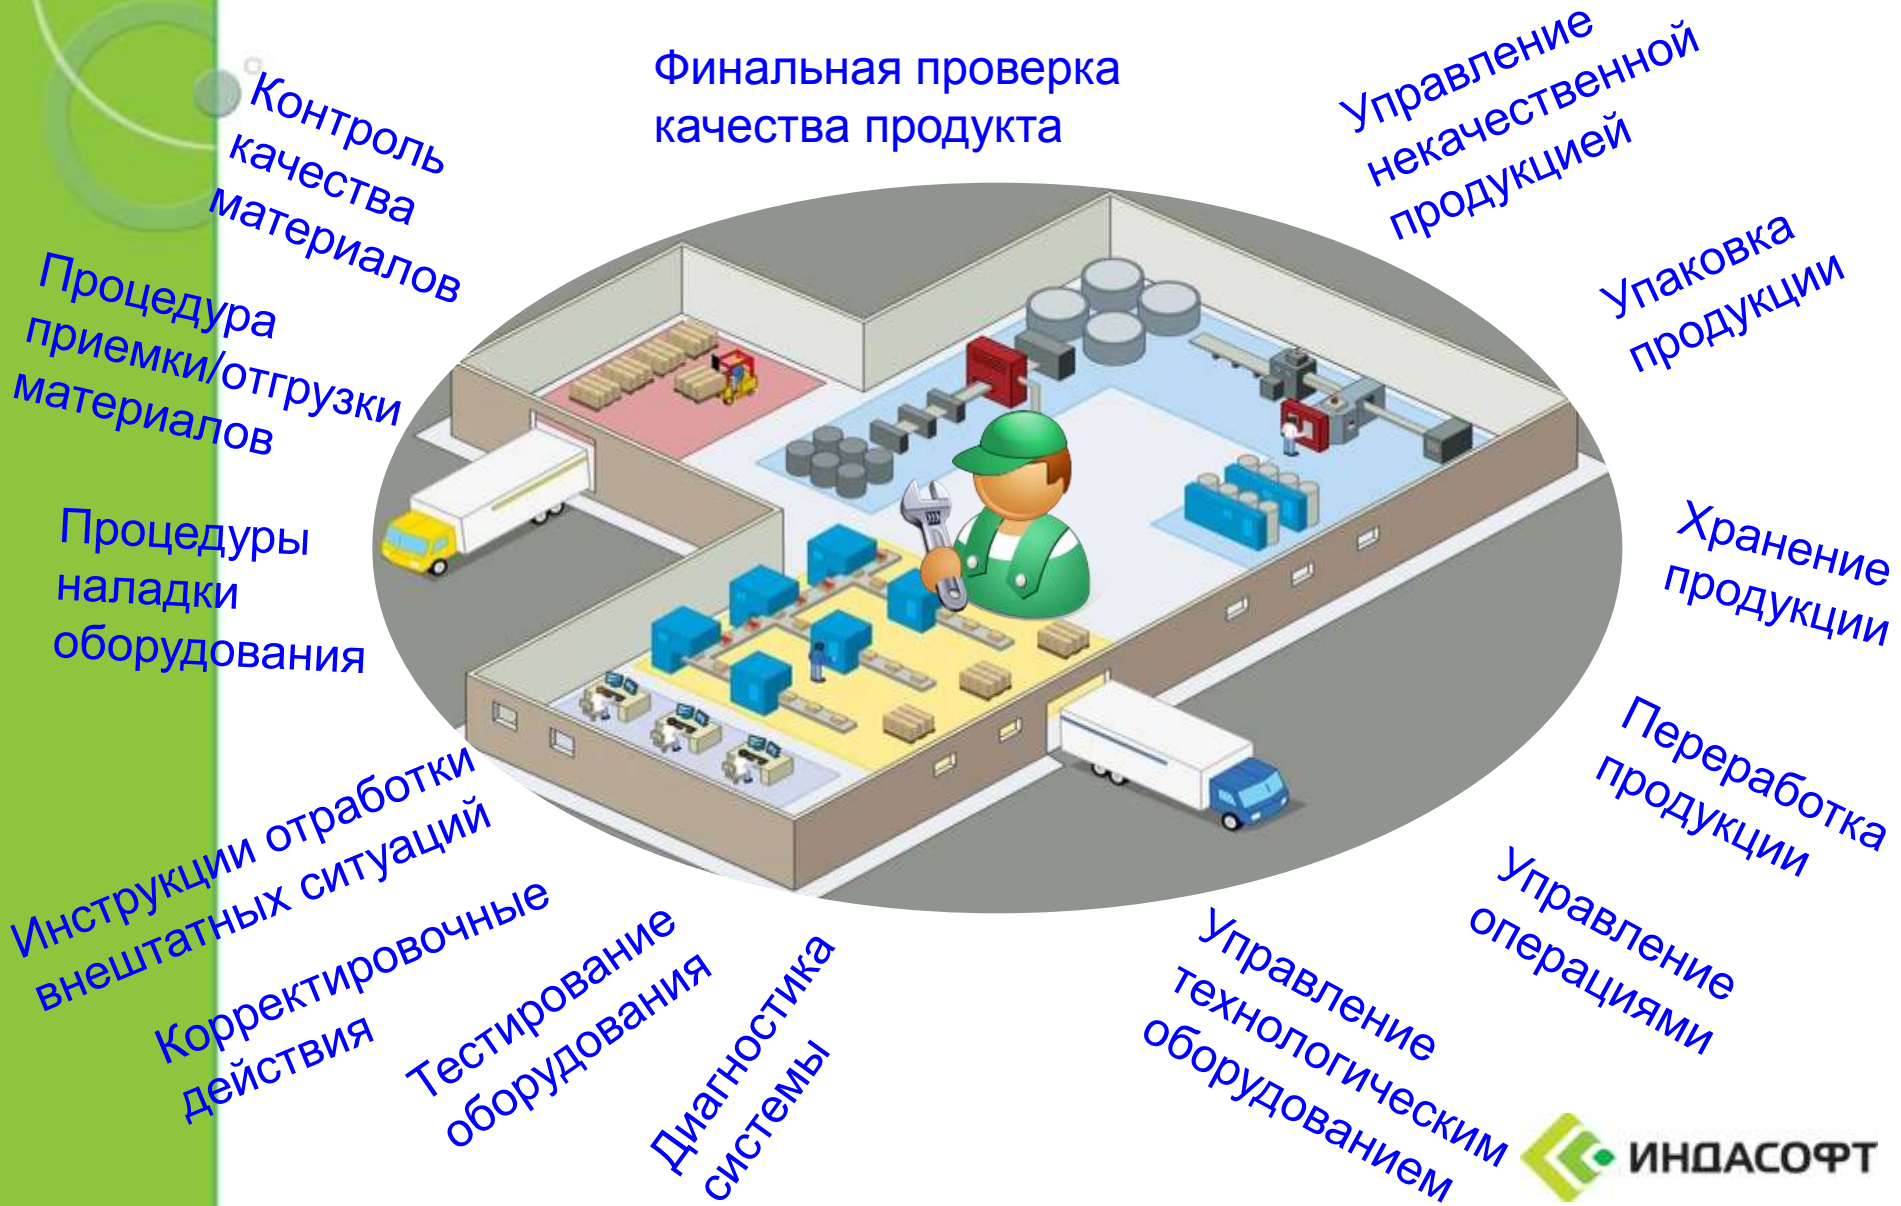 Финальная проверка
качества продукта
Управление
некачественной
продукцией
Упаковка
продукции
Хранение
продукции
Переработка
продукции
Управление
операциями
Управление
технологическим
оборудованием
Диагностика
системы
Тестирование
оборудования
Корректировочные
действия
Инструкции отработки
внештатных ситуаций
Процедуры
наладки
оборудования
Процедура
приемки/отгрузки
материалов
Контроль
качества
материалов
ИНДАСОФТ